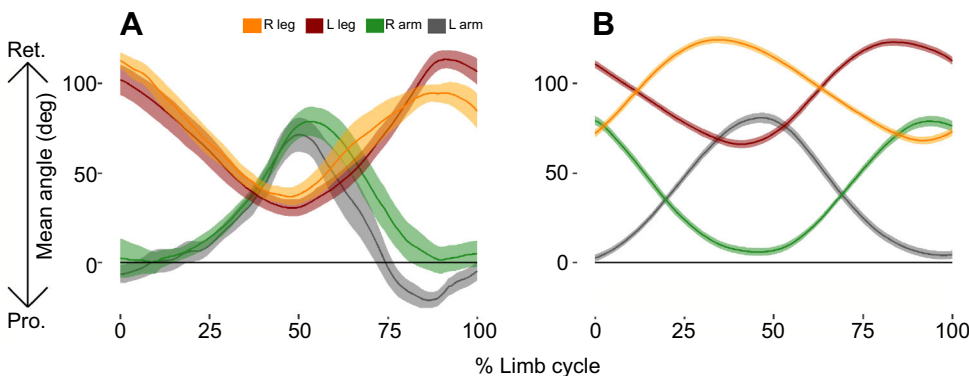 A
B
R leg L leg R arm L arm
Ret.
Mean angle (deg)
Pro.
100
50
0
0 25 50 75 100
100
50
0
0 25 50 75 100
% Limb cycle